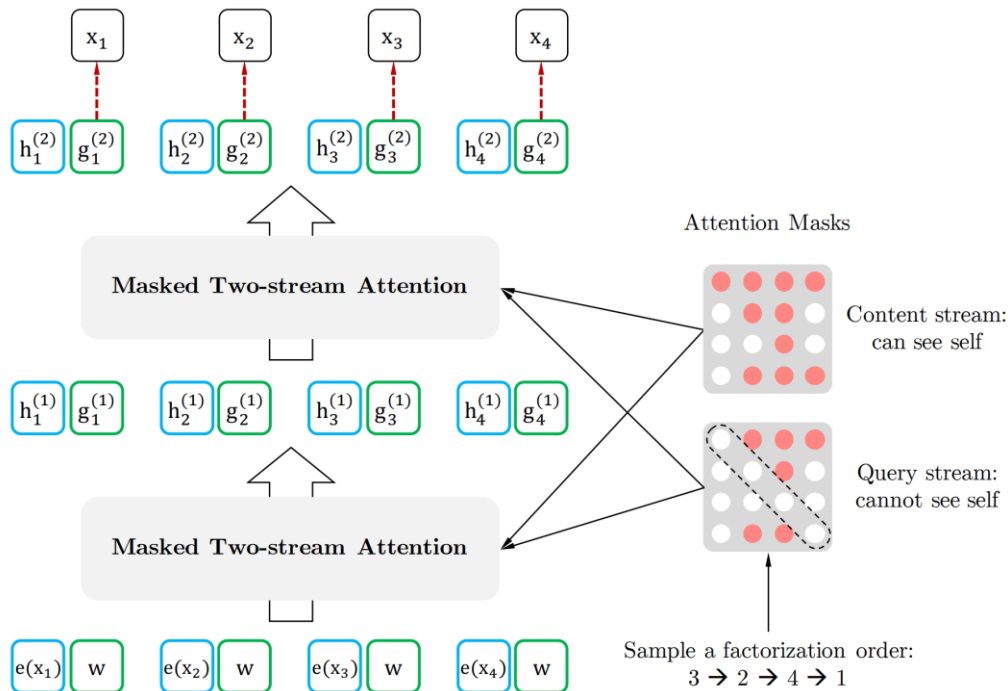 x₁ x₂ x₃ x₄
h₁⁽²⁾ g₁⁽²⁾ h₂⁽²⁾ g₂⁽²⁾ h₃⁽²⁾ g₃⁽²⁾ h₄⁽²⁾ g₄⁽²⁾
Masked Two-stream Attention
h₁⁽¹⁾ g₁⁽¹⁾ h₂⁽¹⁾ g₂⁽¹⁾ h₃⁽¹⁾ g₃⁽¹⁾ h₄⁽¹⁾ g₄⁽¹⁾
Masked Two-stream Attention
e(x₁) w e(x₂) w e(x₃) w e(x₄) w
Attention Masks
Content stream:
can see self
Query stream:
cannot see self
Sample a factorization order:
3 → 2 → 4 → 1